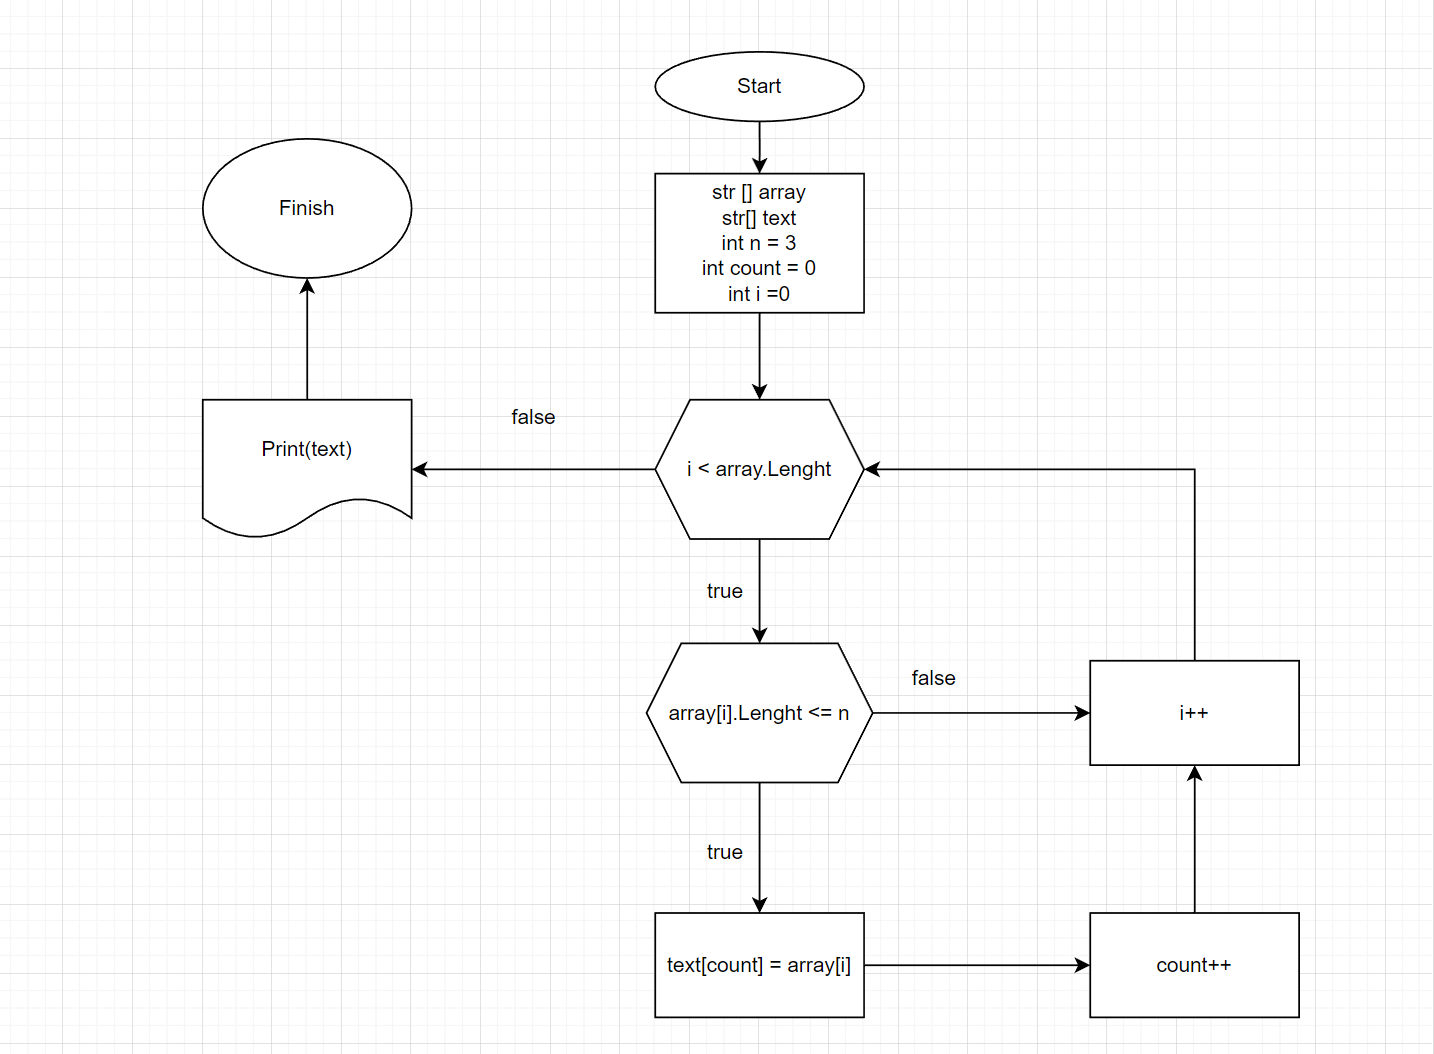 Start
str [] array
str[] text
int n = 3
int count = 0
int i =0
Finish
i < array.Lenght
false
Print(text)
true
array[i].Lenght <= n
false
i++
true
text[count] = array[i]
count++